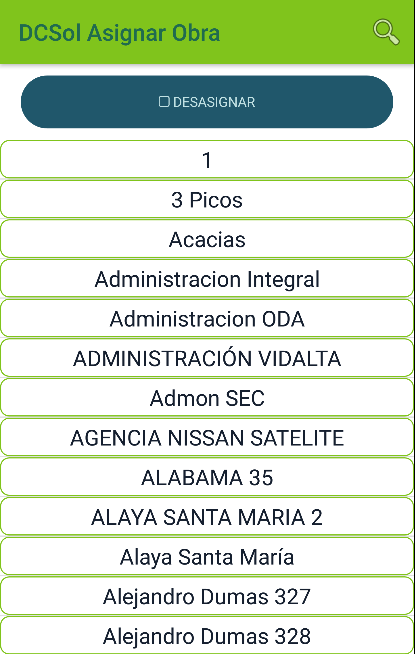 DCSol Asignar Obra
DESASIGNAR
1
3 Picos
Acacias
Administracion Integral
Administracion ODA
ADMINISTRACIÓN VIDALTA
Admon SEC
AGENCIA NISSAN SATELITE
ALABAMA 35
ALAYA SANTA MARIA 2
Alaya Santa María
Alejandro Dumas 327
Alejandro Dumas 328